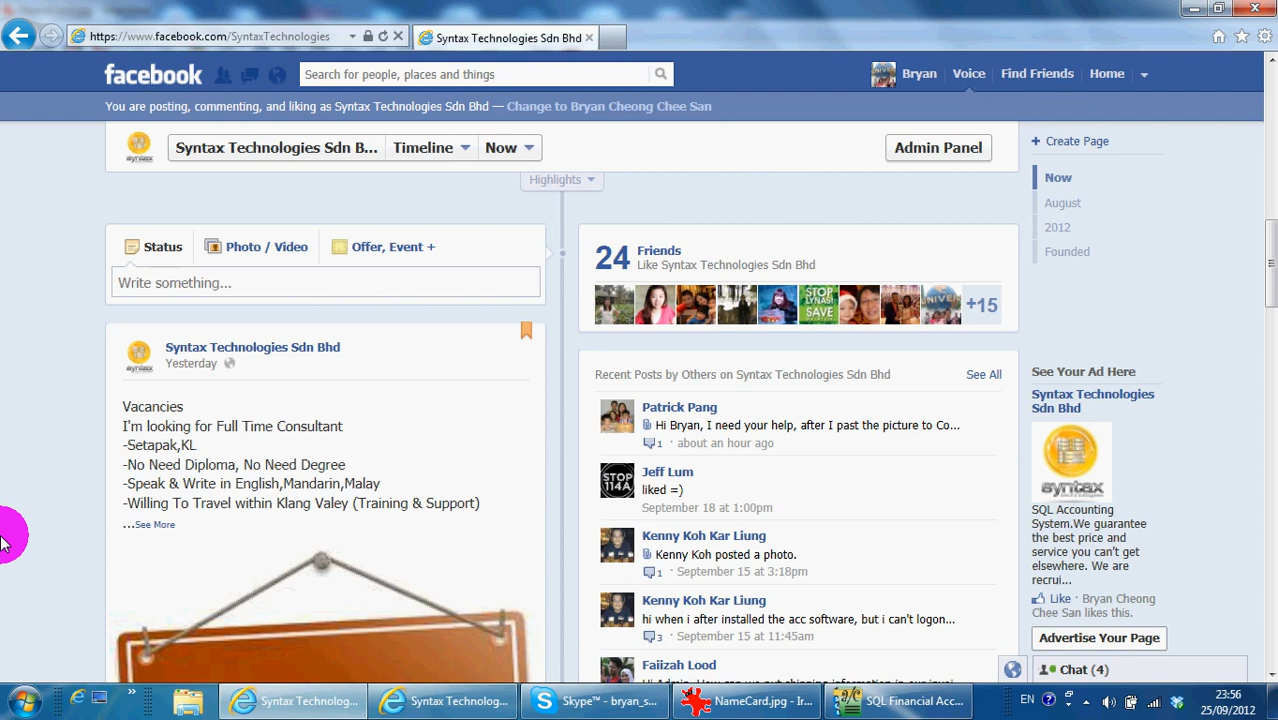 https://www.facebook.com/SyntaxTechnologies
Syntax Technologies Sdn Bhd
facebook
Search for people, places and things
Bryan
Voice
Find Friends
Home
You are posting, commenting, and liking as Syntax Technologies Sdn Bhd — Change to Bryan Cheong Chee San
syntax
Syntax Technologies Sdn B...
Timeline
Now
Admin Panel
Highlights
Create Page
Now
August
2012
Founded
Status
Photo / Video
Offer, Event +
Write something...
24
Friends
Like Syntax Technologies Sdn Bhd
STOP LYNAS SAVE
UNIVER
+15
Syntax Technologies Sdn Bhd
Yesterday
syntax
Vacancies
I'm looking for Full Time Consultant
-Setapak,KL
-No Need Diploma, No Need Degree
-Speak & Write in English,Mandarin,Malay
-Willing To Travel within Klang Valey (Training & Support)
...See More
Recent Posts by Others on Syntax Technologies Sdn Bhd
See All
Patrick Pang
Hi Bryan, I need your help, after I past the picture to Co...
1 · about an hour ago
STOP 114A
Jeff Lum
liked =)
September 18 at 1:00pm
Kenny Koh Kar Liung
Kenny Koh posted a photo.
1 · September 15 at 3:18pm
Kenny Koh Kar Liung
hi when i after installed the acc software, but i can't logon...
3 · September 15 at 11:45am
Faiizah Lood
See Your Ad Here
Syntax Technologies
Sdn Bhd
syntax
SQL Accounting
System.We guarantee
the best price and
service you can't get
elsewhere. We are
recrui...
Like · Bryan Cheong
Chee San likes this.
Advertise Your Page
Chat (4)
Syntax Technolog...
Syntax Technolog...
Skype™ - bryan_s...
NameCard.jpg - Ir...
SQL Financial Acc...
EN
23:56
25/09/2012